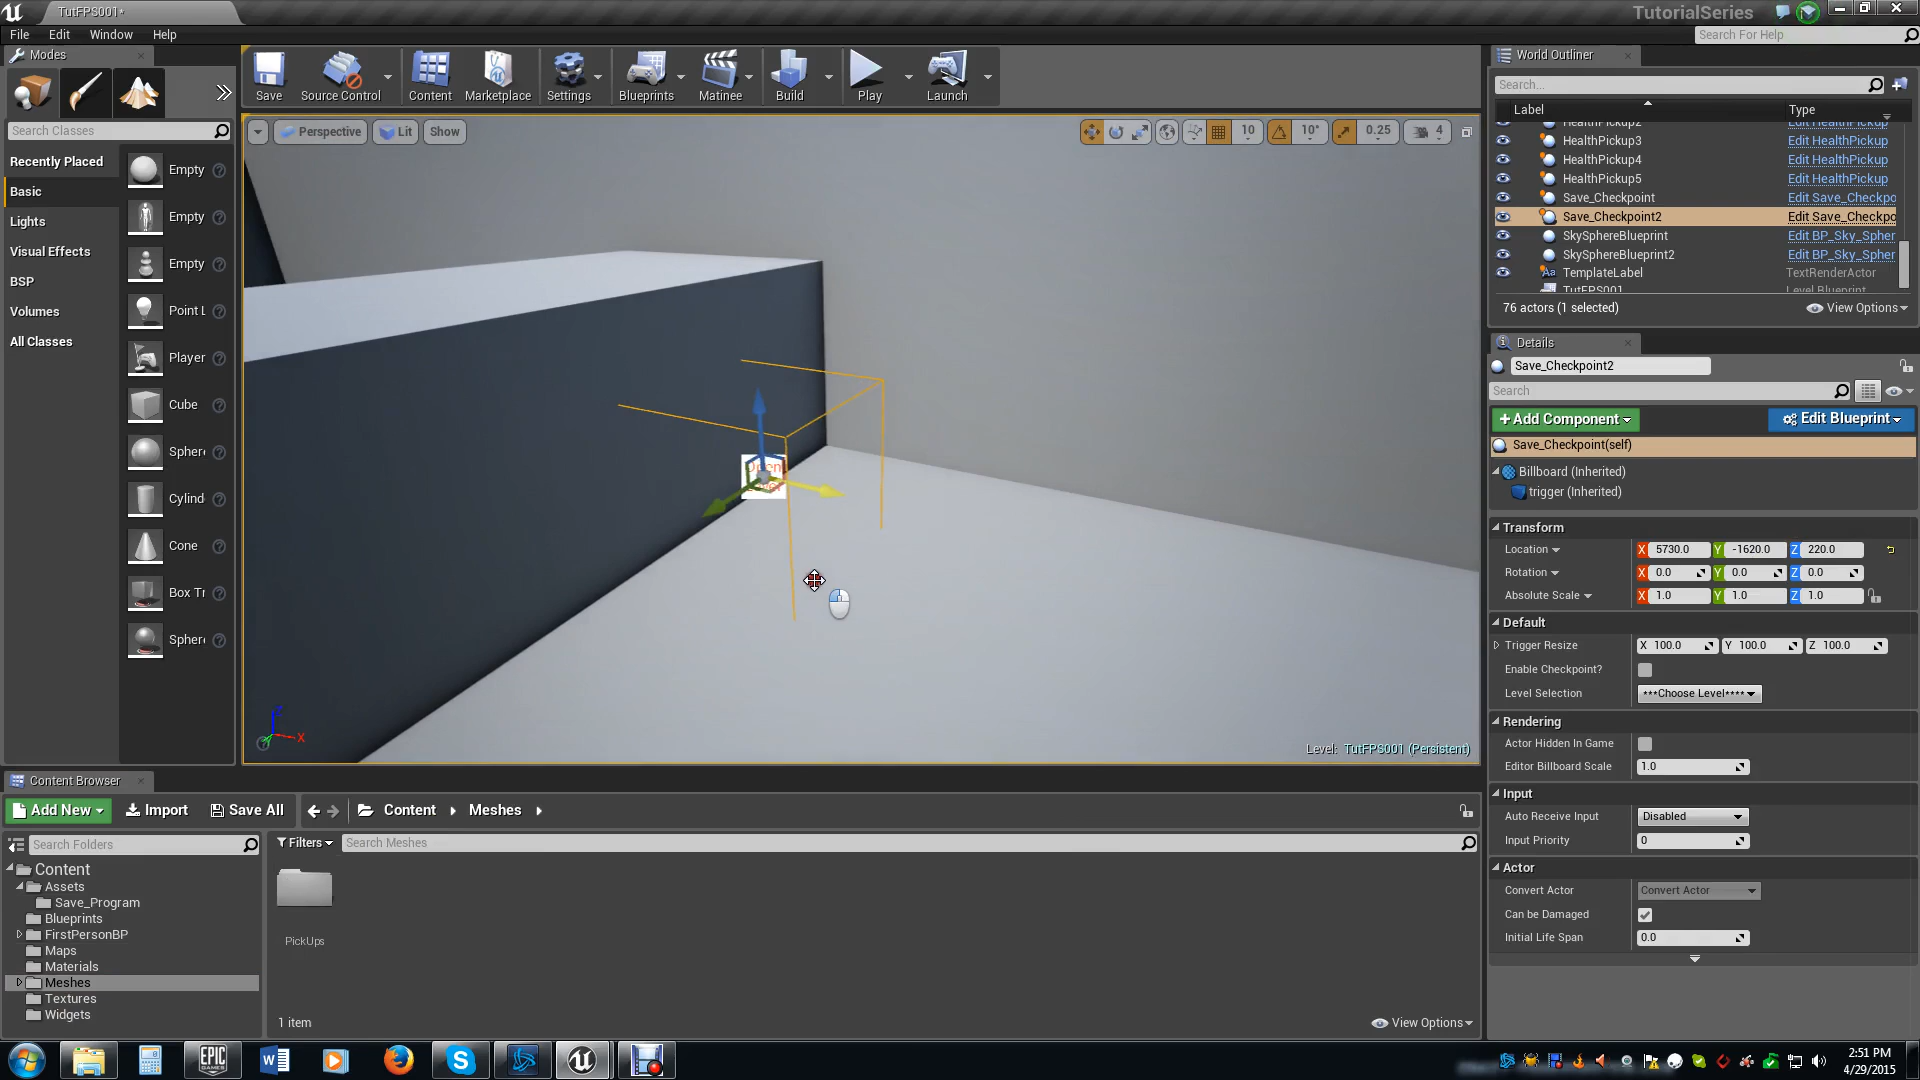 TutFPS001*
TutorialSeries
File Edit Window Help
Search For Help
Modes
Search Classes
Recently Placed
Basic
Lights
Visual Effects
BSP
Volumes
All Classes
Empty
Empty
Empty
Point L
Player
Cube
Spher
Cylind
Cone
Box Tr
Spher
Save
Source Control
Content
Marketplace
Settings
Blueprints
Matinee
Build
Play
Launch
Perspective
Lit
Show
10
10°
0.25
4
Open
X
Level: TutFPS001 (Persistent)
World Outliner
Search...
Label Type
HealthPickup2 Edit HealthPickup
HealthPickup3 Edit HealthPickup
HealthPickup4 Edit HealthPickup
HealthPickup5 Edit HealthPickup
Save_Checkpoint Edit Save_Checkpo
Save_Checkpoint2 Edit Save_Checkpo
SkySphereBlueprint Edit BP_Sky_Spher
SkySphereBlueprint2 Edit BP_Sky_Spher
TemplateLabel TextRenderActor
TutFPS001 Level Blueprint
76 actors (1 selected)
View Options
Details
Save_Checkpoint2
Search
+Add Component
Edit Blueprint
Save_Checkpoint(self)
Billboard (Inherited)
trigger (Inherited)
Transform
Location X 5730.0 Y -1620.0 Z 220.0
Rotation X 0.0 Y 0.0 Z 0.0
Absolute Scale X 1.0 Y 1.0 Z 1.0
Default
Trigger Resize X 100.0 Y 100.0 Z 100.0
Enable Checkpoint?
Level Selection ***Choose Level****
Rendering
Actor Hidden In Game
Editor Billboard Scale 1.0
Input
Auto Receive Input Disabled
Input Priority 0
Actor
Convert Actor Convert Actor
Can be Damaged
Initial Life Span 0.0
Content Browser
Add New
Import
Save All
Content
Meshes
Search Folders
Filters
Search Meshes
Content
Assets
Save_Program
Blueprints
FirstPersonBP
Maps
Materials
Meshes
Textures
Widgets
PickUps
1 item
View Options
EPIC
GAMES
2:51 PM
4/29/2015